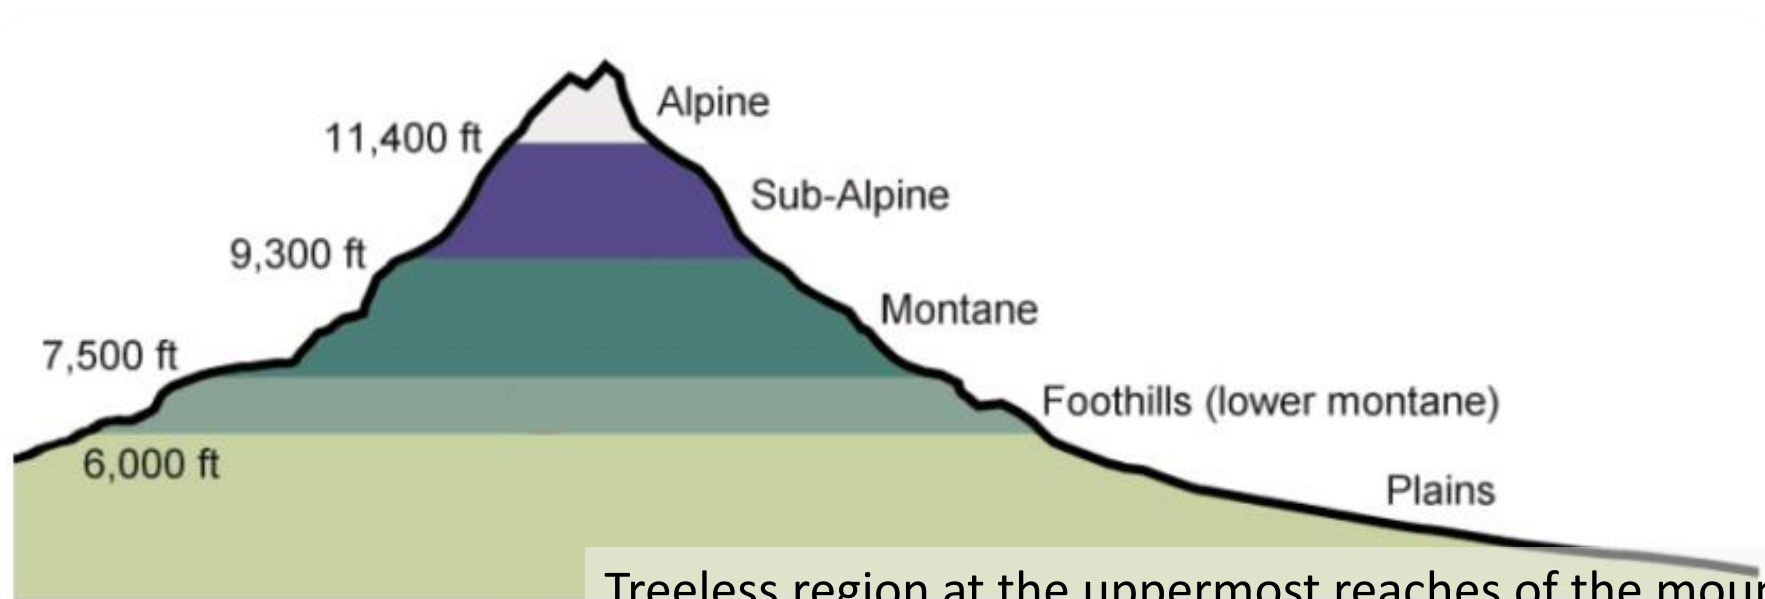 Alpine
11,400 ft
Sub-Alpine
9,300 ft
Montane
7,500 ft
Foothills (lower montane)
6,000 ft
Plains
Treeless region at the uppermost reaches of the